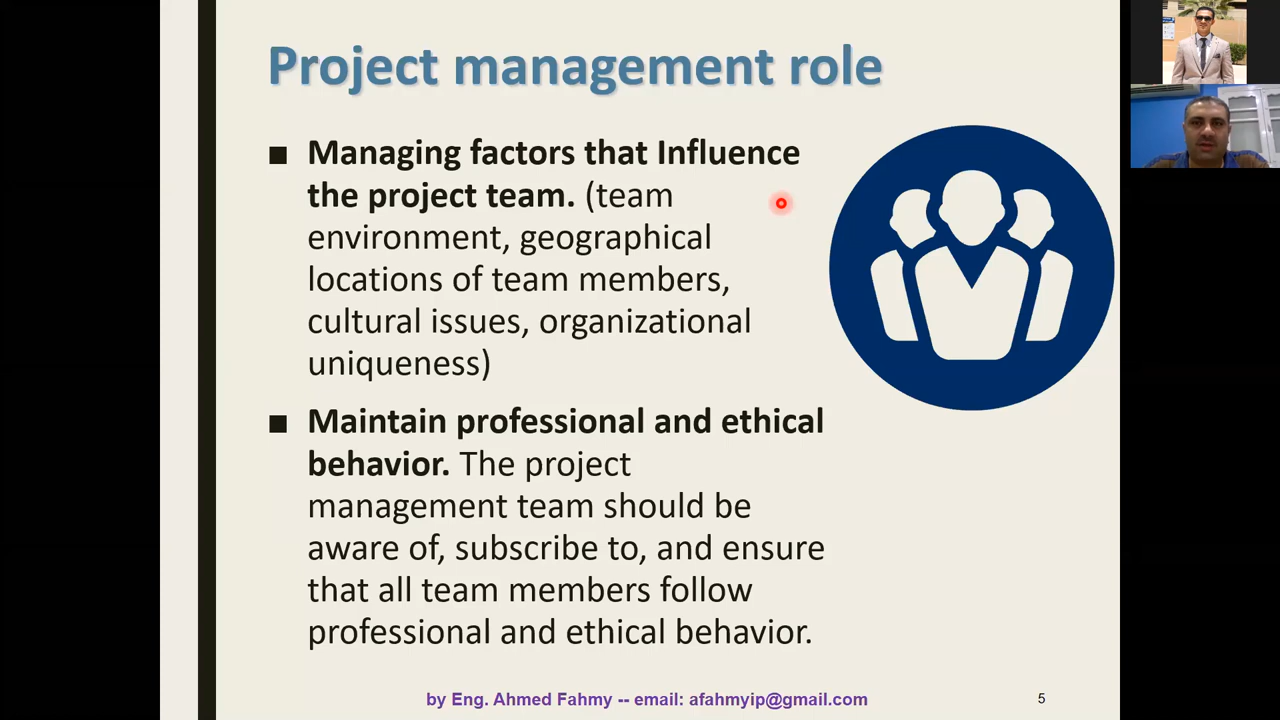 Project management role
■ Managing factors that Influence
the project team. (team
environment, geographical
locations of team members,
cultural issues, organizational
uniqueness)
■ Maintain professional and ethical
behavior. The project
management team should be
aware of, subscribe to, and ensure
that all team members follow
professional and ethical behavior.
by Eng. Ahmed Fahmy -- email: afahmyip@gmail.com
5